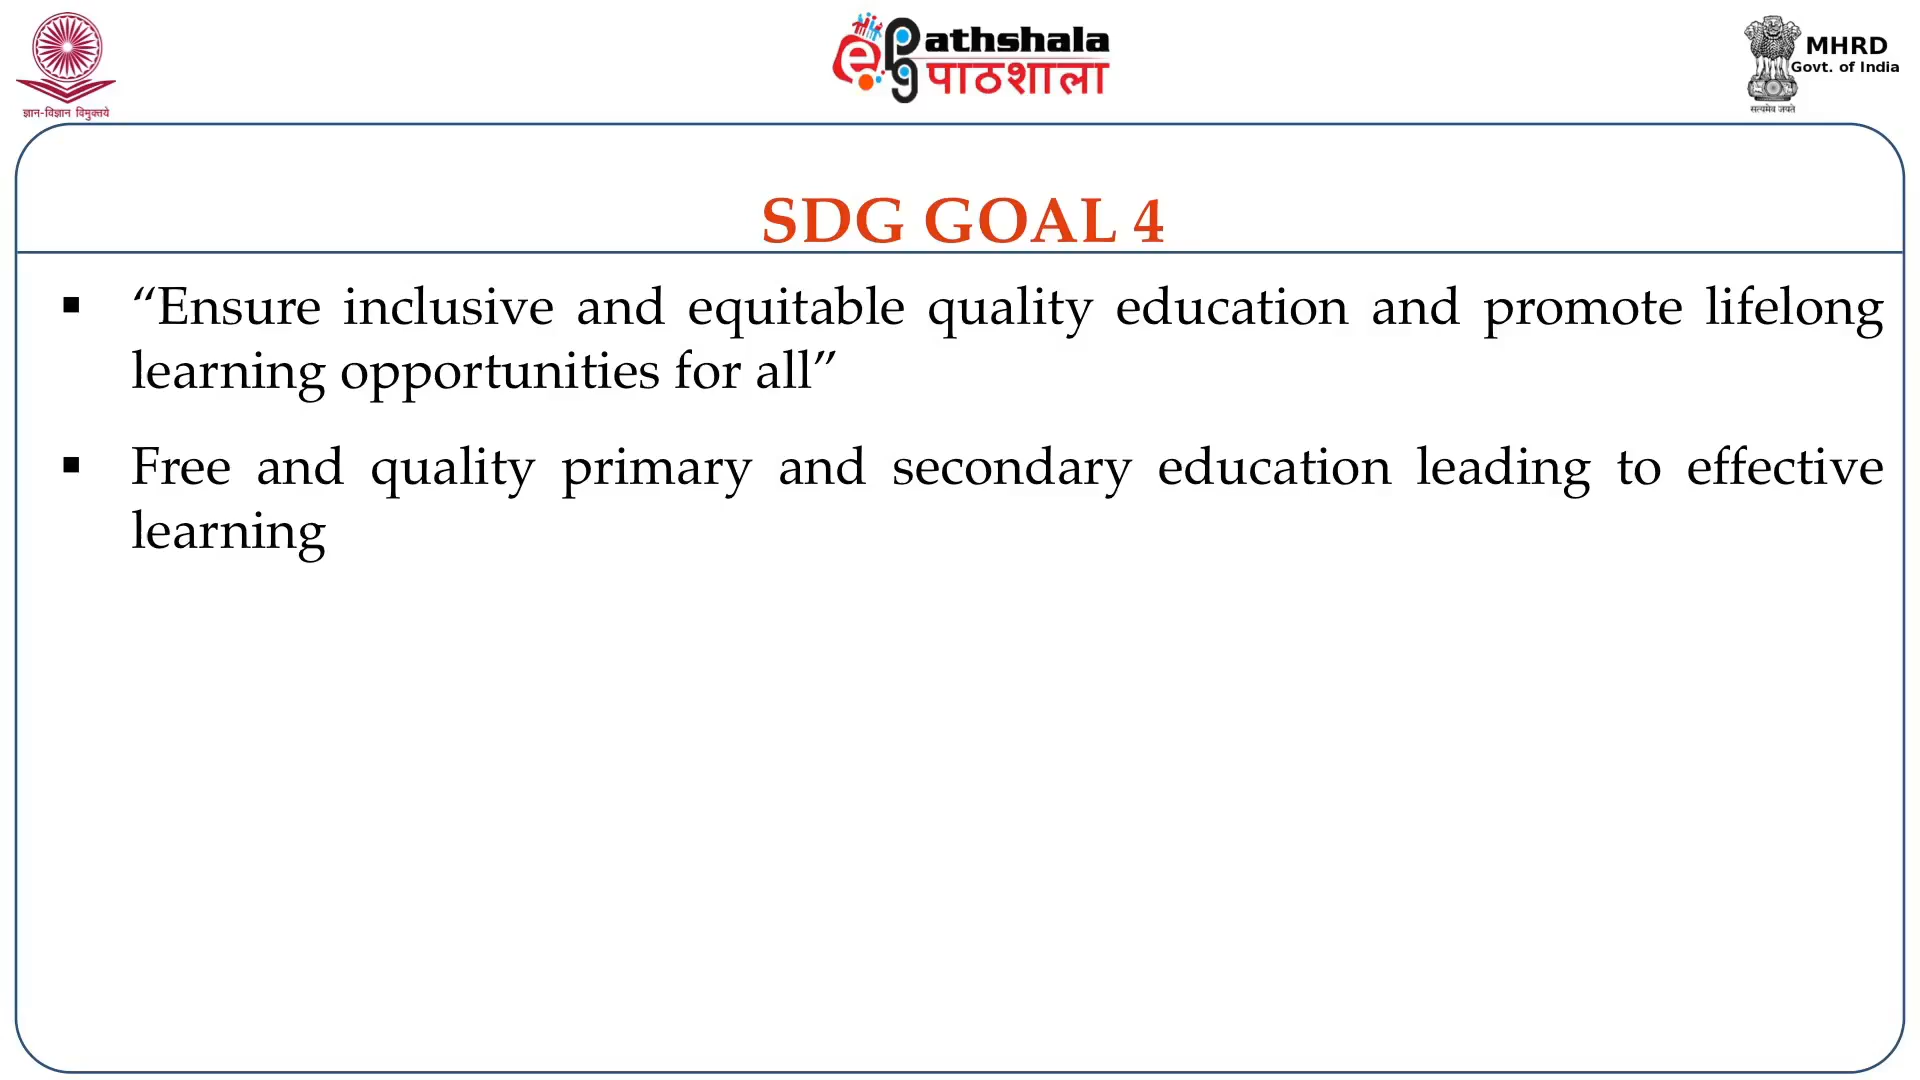 ज्ञान-विज्ञान विमुक्तये
ePG Pathshala
पाठशाला
MHRD
Govt. of India
सत्यमेव जयते
SDG GOAL 4
▪ “Ensure inclusive and equitable quality education and promote lifelong
learning opportunities for all”
▪ Free and quality primary and secondary education leading to effective
learning